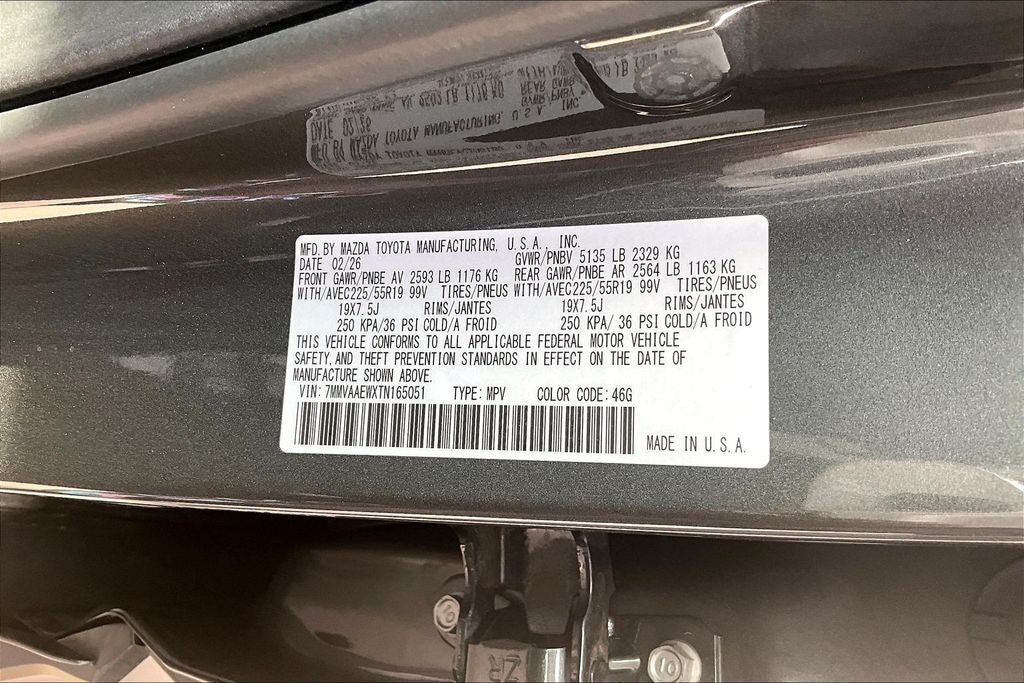 MFD. BY MAZDA TOYOTA MANUFACTURING, U.S.A., INC.
DATE 02/26 GVWR/PNBV 5135 LB 2329 KG
FRONT GAWR/PNBE AV 2593 LB 1176 KG REAR GAWR/PNBE AR 2564 LB 1163 KG
WITH/AVEC225/55R19 99V TIRES/PNEUS WITH/AVEC225/55R19 99V TIRES/PNEUS
19X7.5J RIMS/JANTES 19X7.5J RIMS/JANTES
250 KPA/36 PSI COLD/A FROID 250 KPA/ 36 PSI COLD/A FROID
THIS VEHICLE CONFORMS TO ALL APPLICABLE FEDERAL MOTOR VEHICLE
SAFETY, AND THEFT PREVENTION STANDARDS IN EFFECT ON THE DATE OF
MANUFACTURE SHOWN ABOVE.
VIN: 7MMVAAEWXTN165051 TYPE: MPV COLOR CODE: 46G
MADE IN U.S.A.
10